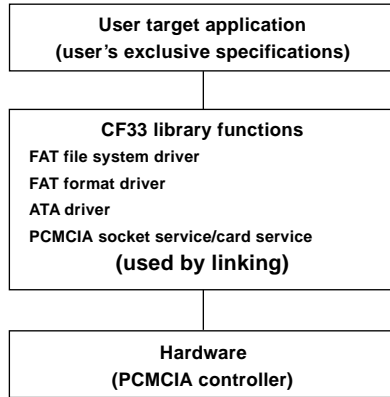 User target application
(user’s exclusive specifications)
CF33 library functions
FAT file system driver
FAT format driver
ATA driver
PCMCIA socket service/card service
(used by linking)
Hardware
(PCMCIA controller)